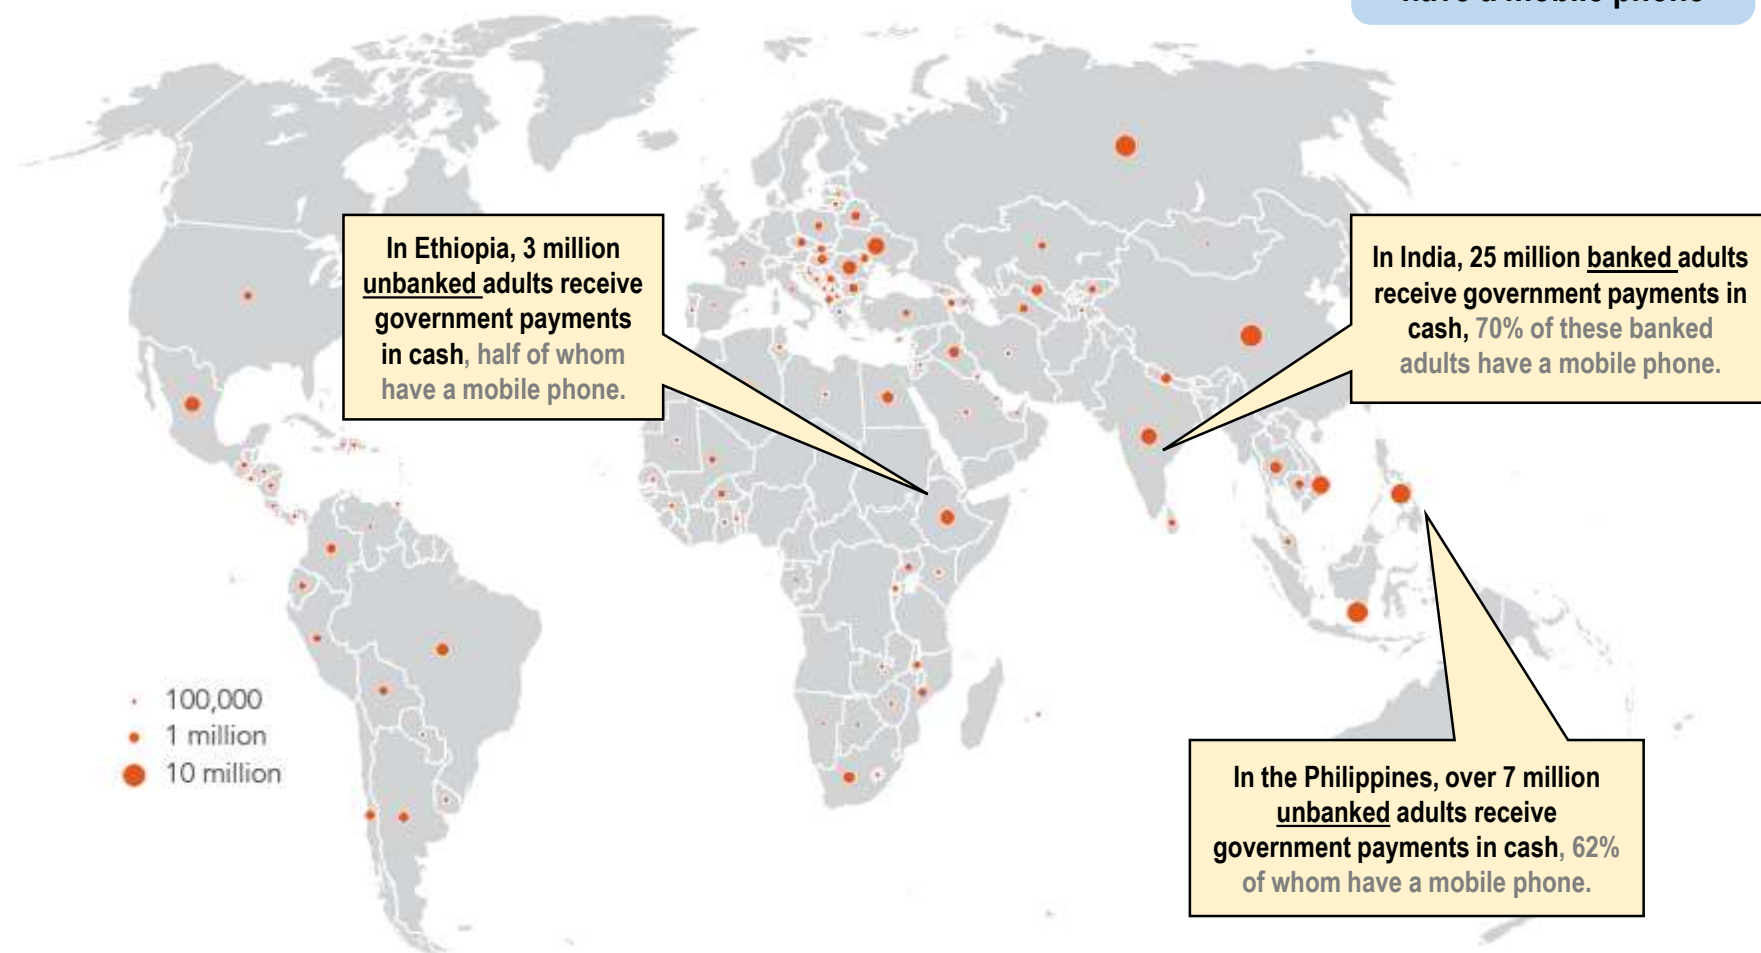 have a mobile phone
In Ethiopia, 3 million
unbanked adults receive
government payments
in cash, half of whom
have a mobile phone.
In India, 25 million banked adults
receive government payments in
cash, 70% of these banked
adults have a mobile phone.
100,000
1 million
10 million
In the Philippines, over 7 million
unbanked adults receive
government payments in cash, 62%
of whom have a mobile phone.